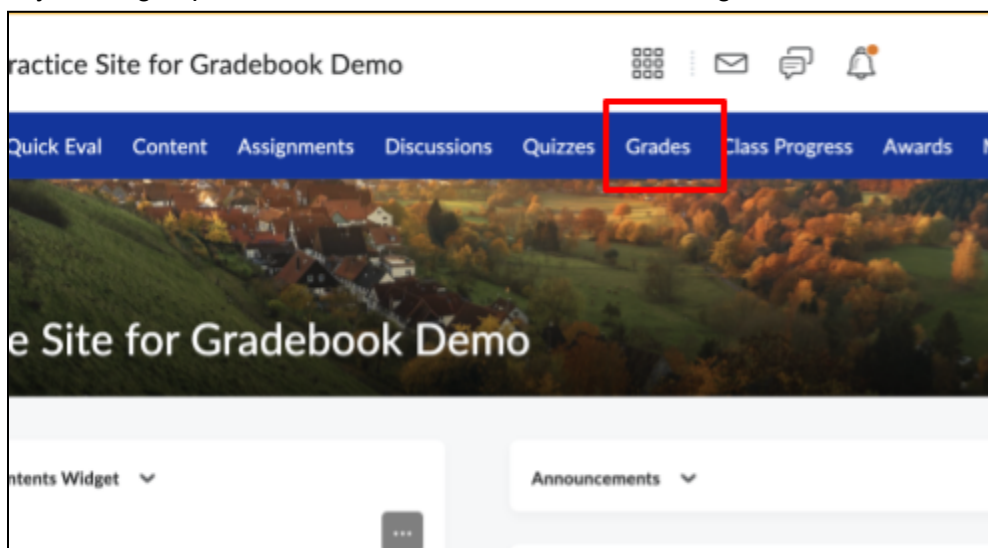 ractice Site for Gradebook Demo
Quick Eval Content Assignments Discussions Quizzes Grades Class Progress Awards
e Site for Gradebook Demo
ntents Widget
Announcements